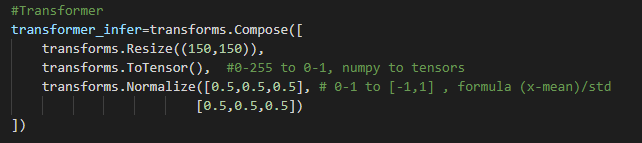 #Transformer
transformer_infer=transforms.Compose([
    transforms.Resize((150,150)),
    transforms.ToTensor(),  #0-255 to 0-1, numpy to tensors
    transforms.Normalize([0.5,0.5,0.5], # 0-1 to [-1,1] , formula (x-mean)/std
                        [0.5,0.5,0.5])
])